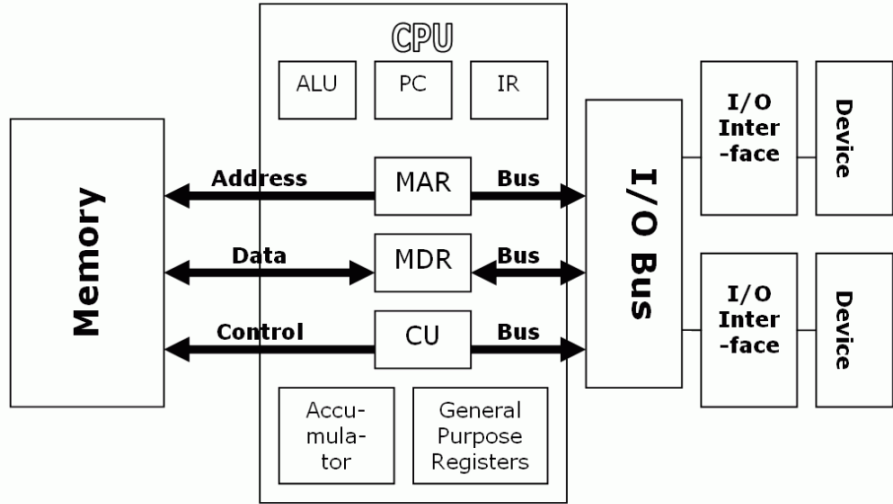 CPU
ALU
PC
IR
Memory
Address
MAR
Bus
Data
MDR
Bus
Control
CU
Bus
Accu-
mula-
tor
General
Purpose
Registers
I/O Bus
I/O
Inter
-face
Device
I/O
Inter
-face
Device